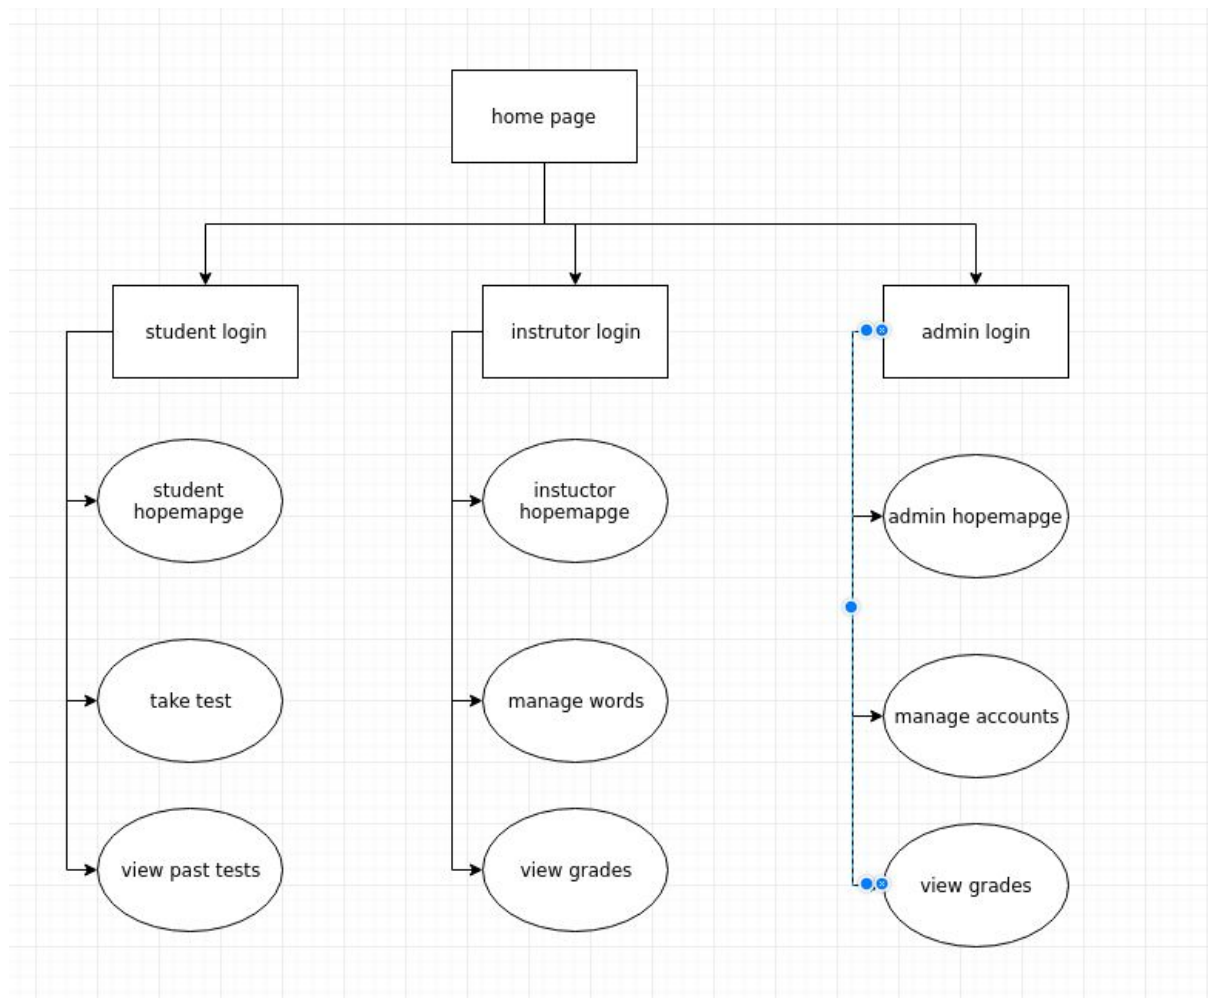 home page
student login
instrutor login
admin login
student
hopemapge
instuctor
hopemapge
admin hopemapge
take test
manage words
manage accounts
view past tests
view grades
view grades